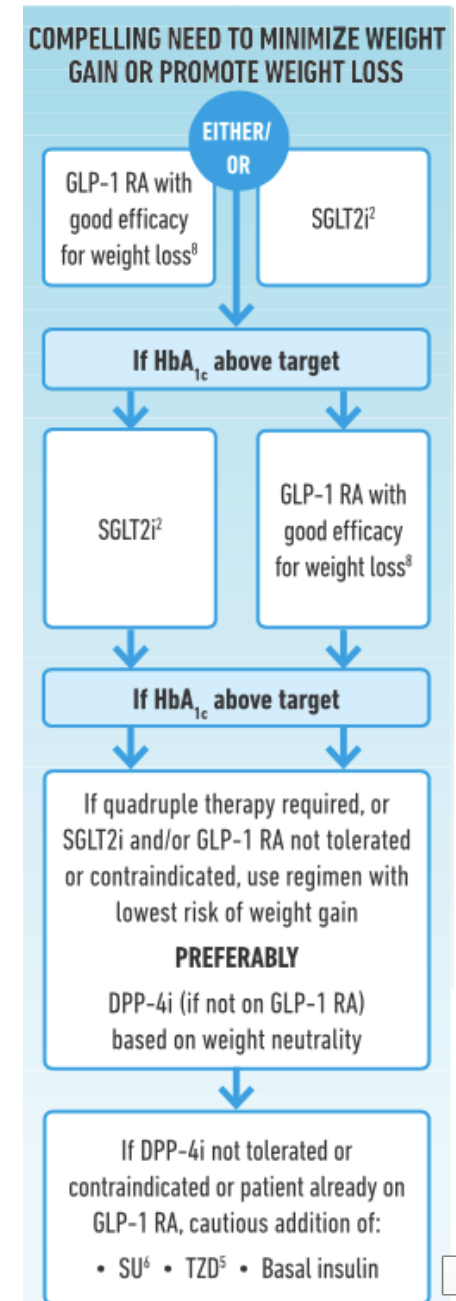 COMPELLING NEED TO MINIMIZE WEIGHT
GAIN OR PROMOTE WEIGHT LOSS
EITHER/
OR
GLP-1 RA with
good efficacy
for weight loss⁸
SGLT2i²
If HbA₁c above target
SGLT2i²
GLP-1 RA with
good efficacy
for weight loss⁸
If HbA₁c above target
If quadruple therapy required, or
SGLT2i and/or GLP-1 RA not tolerated
or contraindicated, use regimen with
lowest risk of weight gain
PREFERABLY
DPP-4i (if not on GLP-1 RA)
based on weight neutrality
If DPP-4i not tolerated or
contraindicated or patient already on
GLP-1 RA, cautious addition of:
• SU⁶ • TZD⁵ • Basal insulin